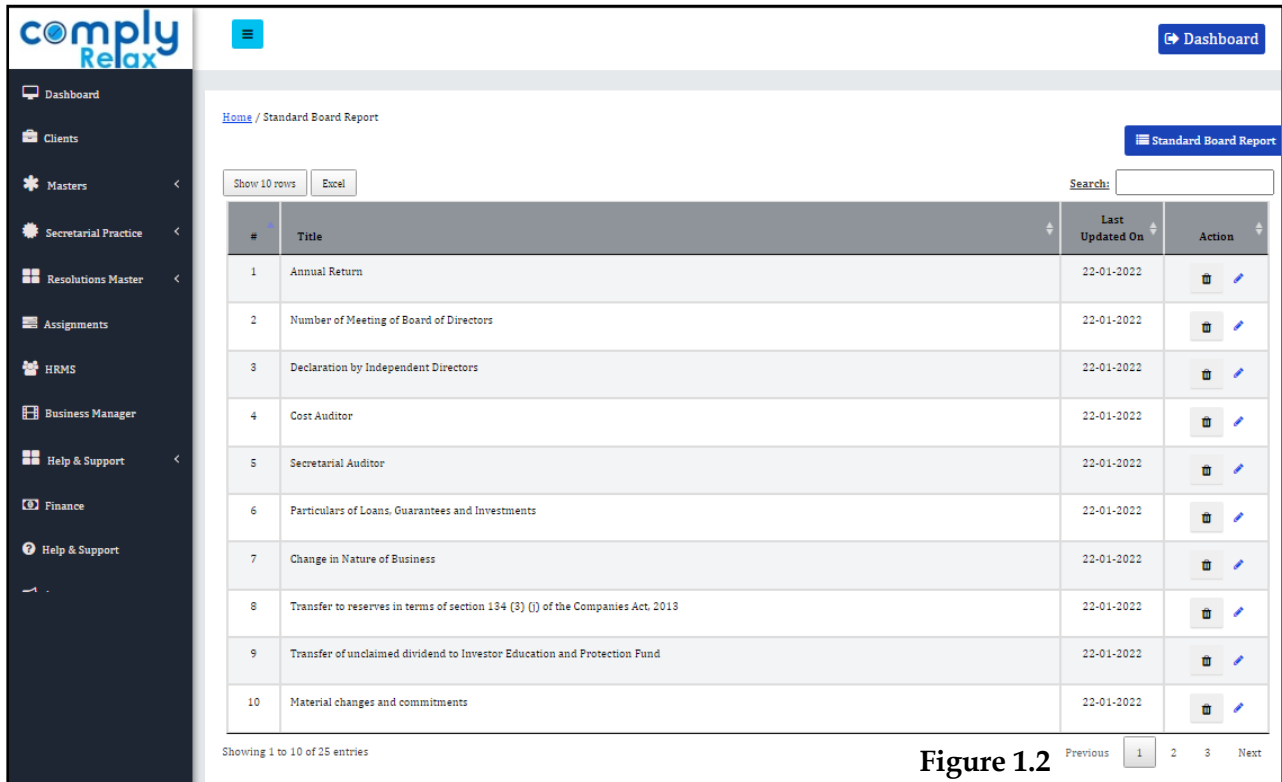 comply
Relax
Dashboard
Dashboard
Clients
Masters
Secretarial Practice
Resolutions Master
Assignments
HRMS
Business Manager
Help & Support
Finance
Help & Support
Home / Standard Board Report
Standard Board Report
Show 10 rows Excel Search:
# Title Last Updated On Action
1 Annual Return 22-01-2022
2 Number of Meeting of Board of Directors 22-01-2022
3 Declaration by Independent Directors 22-01-2022
4 Cost Auditor 22-01-2022
5 Secretarial Auditor 22-01-2022
6 Particulars of Loans, Guarantees and Investments 22-01-2022
7 Change in Nature of Business 22-01-2022
8 Transfer to reserves in terms of section 134 (3) (j) of the Companies Act, 2013 22-01-2022
9 Transfer of unclaimed dividend to Investor Education and Protection Fund 22-01-2022
10 Material changes and commitments 22-01-2022
Showing 1 to 10 of 25 entries Figure 1.2 Previous 1 2 3 Next